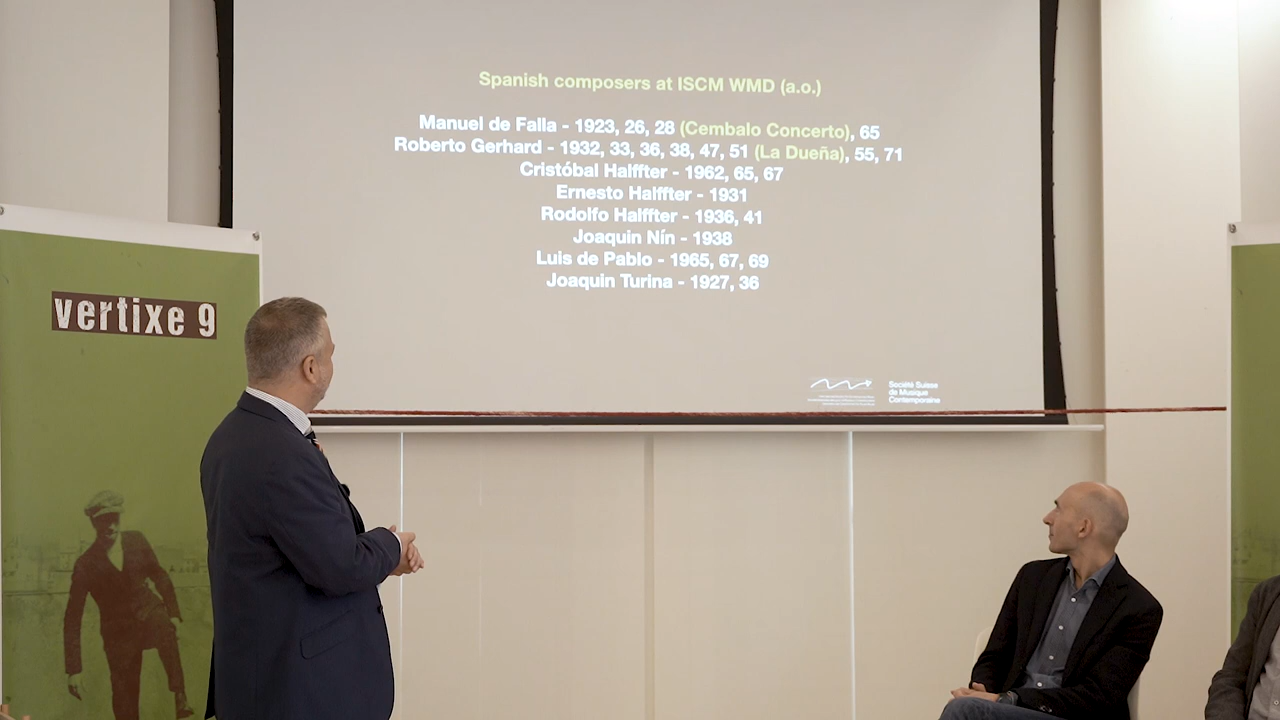 Spanish composers at ISCM WMD (a.o.)
Manuel de Falla - 1923, 26, 28 (Cembalo Concerto), 65
Roberto Gerhard - 1932, 33, 36, 38, 47, 51 (La Dueña), 55, 71
Cristóbal Halffter - 1962, 65, 67
Ernesto Halffter - 1931
Rodolfo Halffter - 1936, 41
Joaquin Nín - 1938
Luis de Pablo - 1965, 67, 69
Joaquin Turina - 1927, 36
Société Suisse
de Musique
Contemporaine
vertixe 9